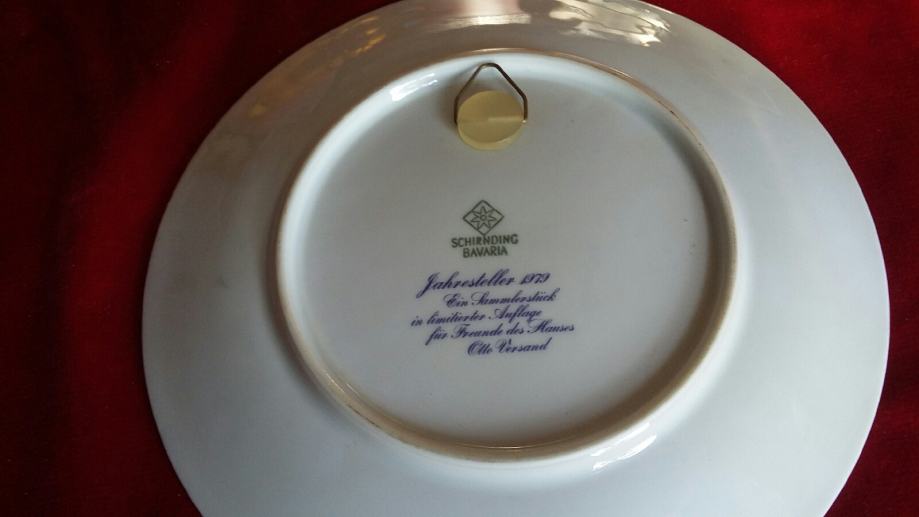 SCHIRNDING
BAVARIA
Jahresteller 1979
Ein Sammlerstück
in limitierter Auflage
für Freunde des Hauses
Otto Versand